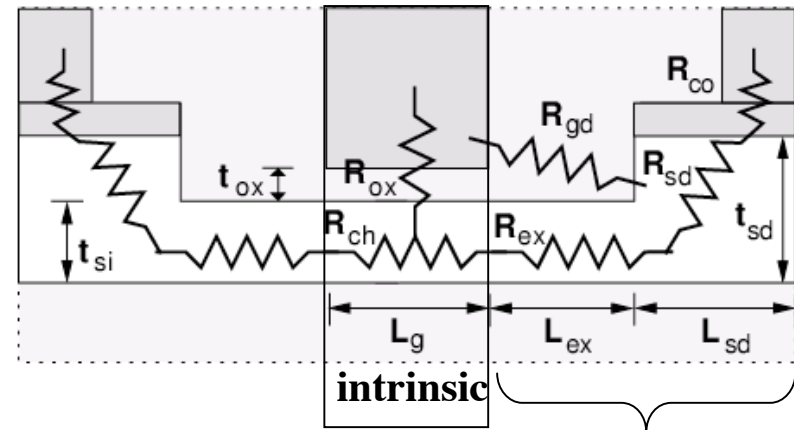 R_co
R_gd
t_ox R_ox R_sd
R_ch R_ex t_sd
t_si
L_g L_ex L_sd
intrinsic